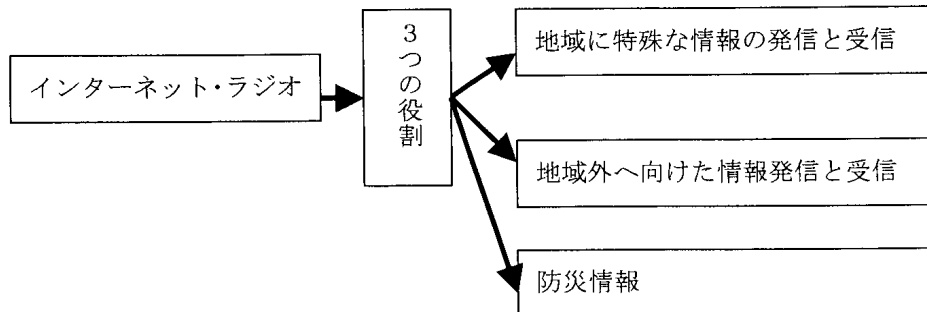 インターネット・ラジオ
3つの役割
地域に特殊な情報の発信と受信
地域外へ向けた情報発信と受信
防災情報